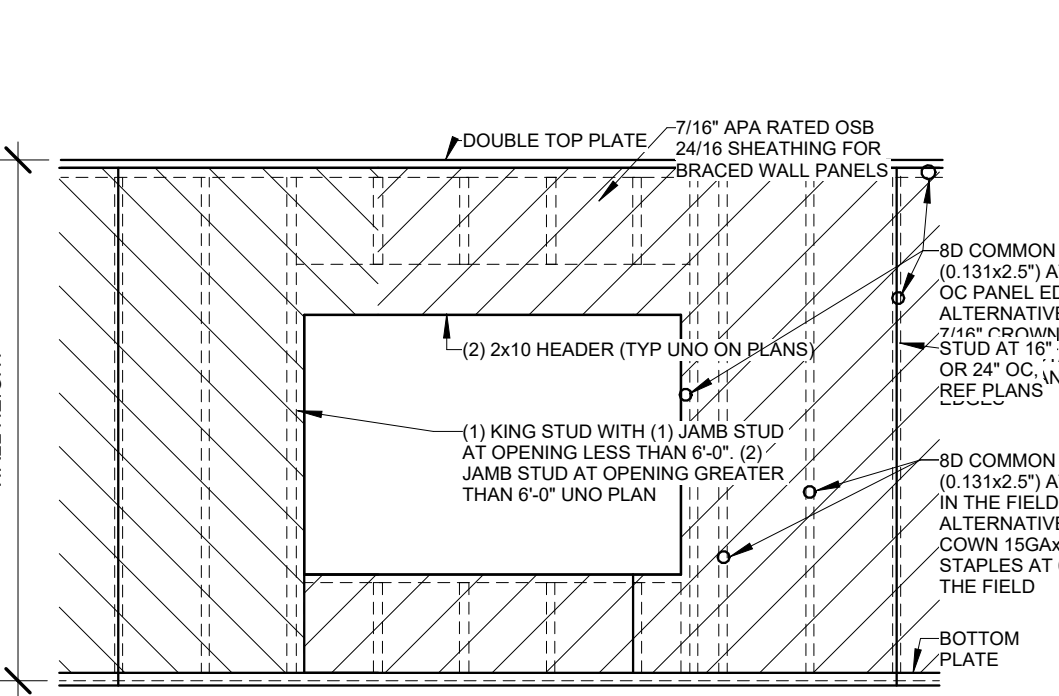 DOUBLE TOP PLATE
7/16" APA RATED OSB
24/16 SHEATHING FOR
BRACED WALL PANELS
8D COMMON
(0.131x2.5")
OC PANEL
ALTERNATIVE
7/16" CROWN
STUD AT 16"
OR 24" OC,
REF PLANS
EDGES
(2) 2x10 HEADER (TYP UNO ON PLANS)
(1) KING STUD WITH (1) JAMB STUD
AT OPENING LESS THAN 6'-0". (2)
JAMB STUD AT OPENING GREATER
THAN 6'-0" UNO PLAN
8D COMMON
(0.131x2.5")
IN THE FIELD
ALTERNATIVE
COWN
STAPLES AT
THE FIELD
BOTTOM
PLATE